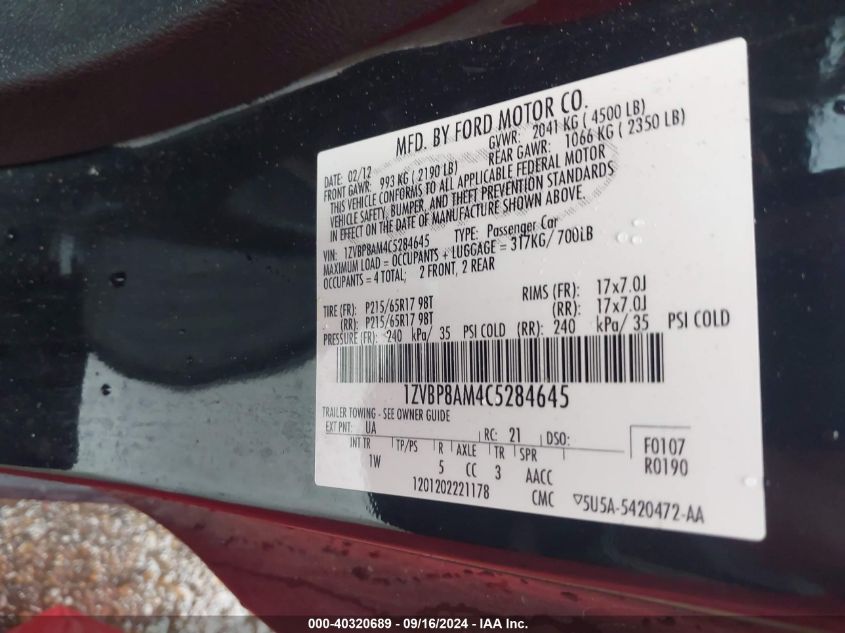 MFD. BY FORD MOTOR CO.
DATE: 02/12 GVWR: 2041 KG ( 4500 LB)
FRONT GAWR: 993 KG ( 2190 LB) REAR GAWR: 1066 KG ( 2350 LB)
THIS VEHICLE CONFORMS TO ALL APPLICABLE FEDERAL MOTOR
VEHICLE SAFETY, BUMPER, AND THEFT PREVENTION STANDARDS
IN EFFECT ON THE DATE OF MANUFACTURE SHOWN ABOVE.
VIN: 1ZVBP8AM4C5284645 TYPE: Passenger Car
MAXIMUM LOAD = OCCUPANTS + LUGGAGE = 317KG/ 700LB
OCCUPANTS = 4 TOTAL; 2 FRONT, 2 REAR
TIRE (FR): P215/65R17 98T RIMS (FR): 17x7.0J
(RR): P215/65R17 98T (RR): 17x7.0J
PRESSURE (FR): 240 kPa/ 35 PSI COLD (RR): 240 kPa/ 35 PSI COLD
1ZVBP8AM4C5284645
TRAILER TOWING - SEE OWNER GUIDE
EXT PNT: UA RC: 21 DSO: F0107
INT TR TP/PS R AXLE TR SPR R0190
1W 5 CC 3 AACC
1201202221178 CMC ▽5U5A-5420472-AA
000-40320689 - 09/16/2024 - IAA Inc.